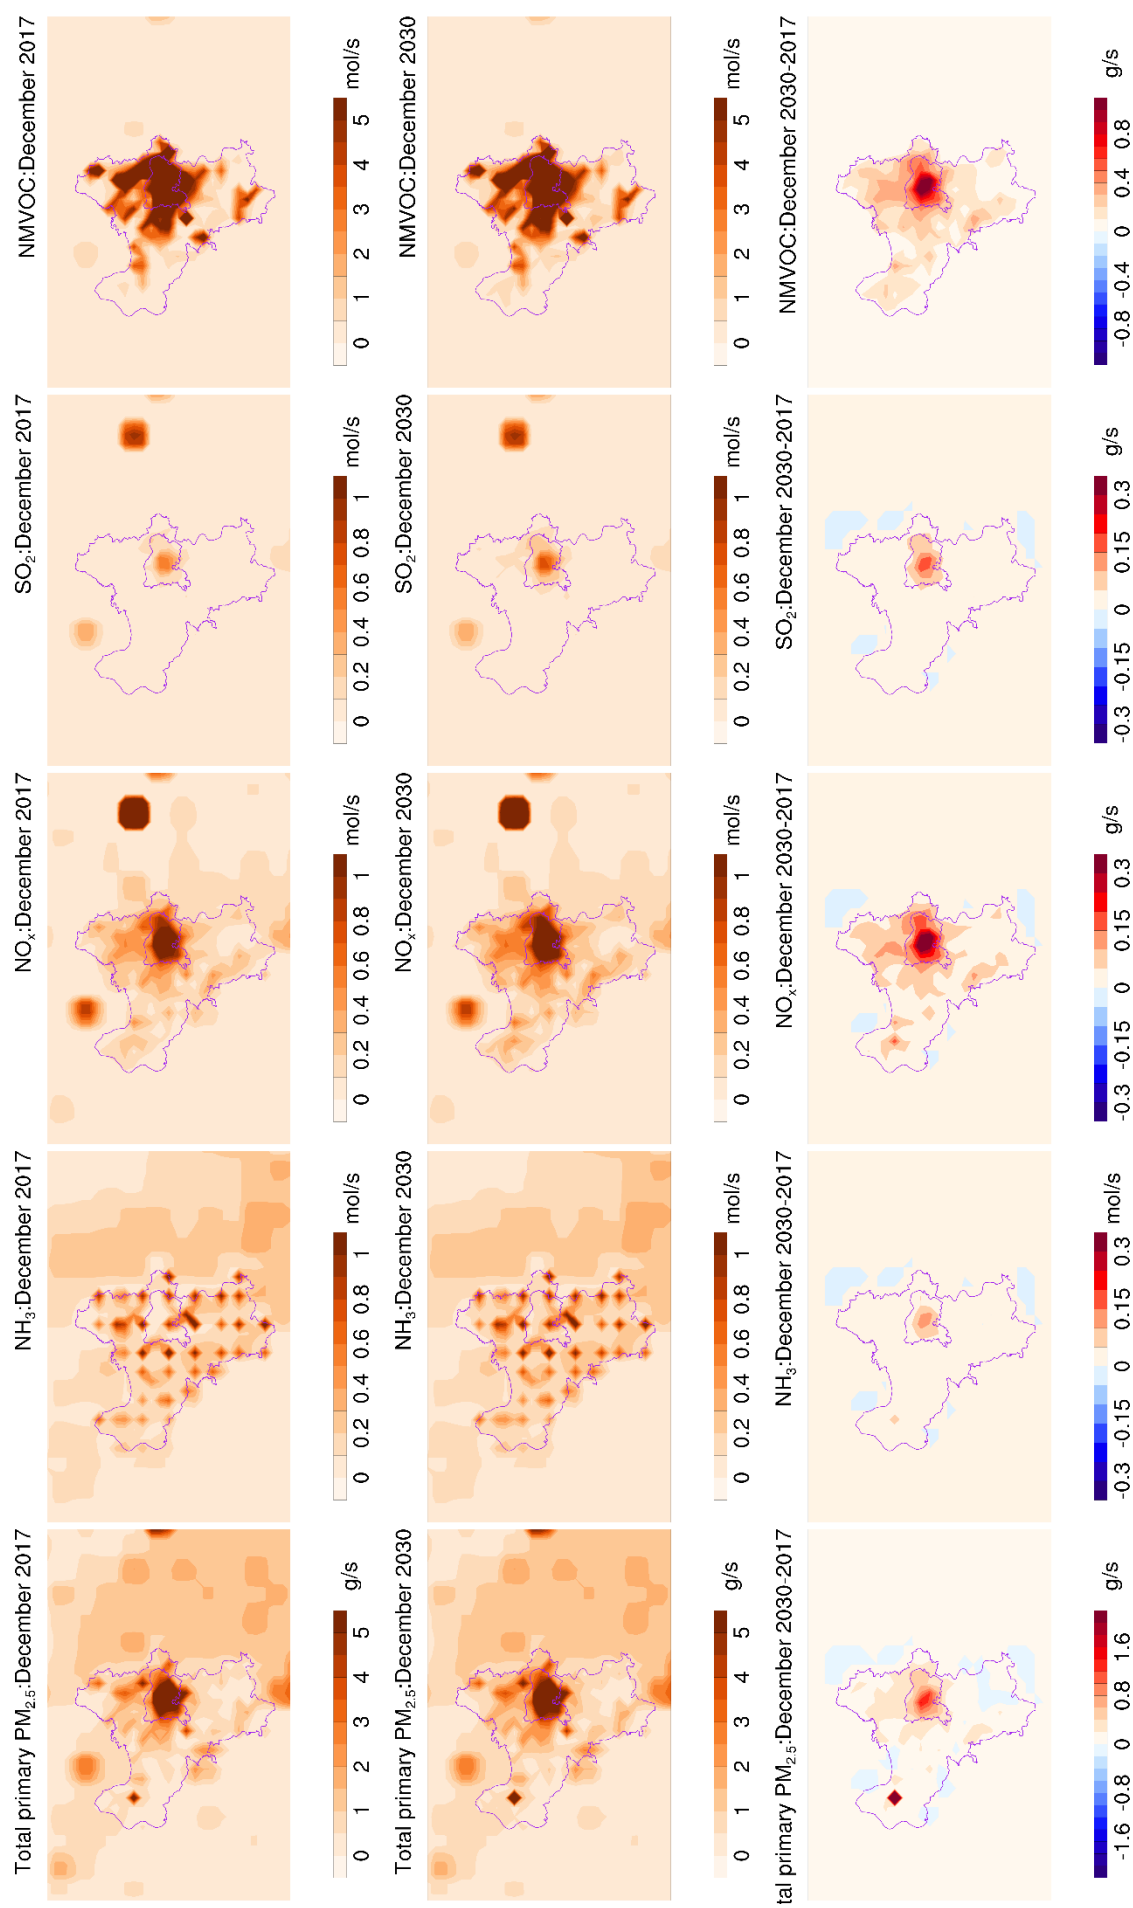 Total primary PM2.5:December 2017
g/s
0 1 2 3 4 5
NH3:December 2017
mol/s
0 0.2 0.4 0.6 0.8 1
NOx:December 2017
mol/s
0 0.2 0.4 0.6 0.8 1
SO2:December 2017
mol/s
0 0.2 0.4 0.6 0.8 1
NMVOC:December 2017
mol/s
0 1 2 3 4 5
Total primary PM2.5:December 2030
g/s
0 1 2 3 4 5
NH3:December 2030
mol/s
0 0.2 0.4 0.6 0.8 1
NOx:December 2030
mol/s
0 0.2 0.4 0.6 0.8 1
SO2:December 2030
mol/s
0 0.2 0.4 0.6 0.8 1
NMVOC:December 2030
mol/s
0 1 2 3 4 5
tal primary PM2.5:December 2030-2017
g/s
-1.6 -0.8 0 0.8 1.6
NH3:December 2030-2017
mol/s
-0.3 -0.15 0 0.15 0.3
NOx:December 2030-2017
g/s
-0.3 -0.15 0 0.15 0.3
SO2:December 2030-2017
g/s
-0.3 -0.15 0 0.15 0.3
NMVOC:December 2030-2017
g/s
-0.8 -0.4 0 0.4 0.8